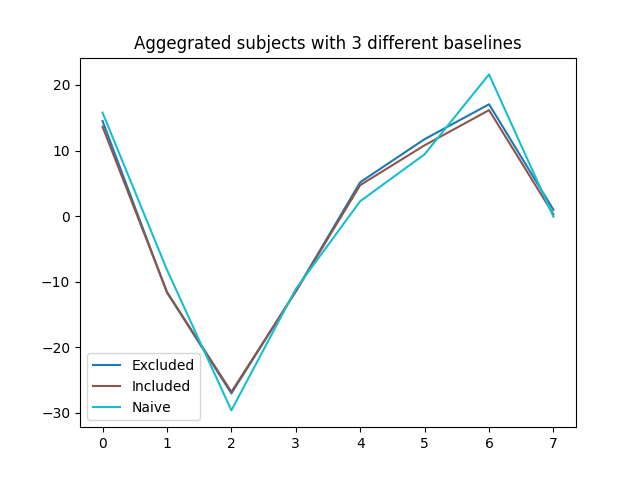 Aggegrated subjects with 3 different baselines
20
10
0
−10
−20
−30
Excluded
Included
Naive
0 1 2 3 4 5 6 7